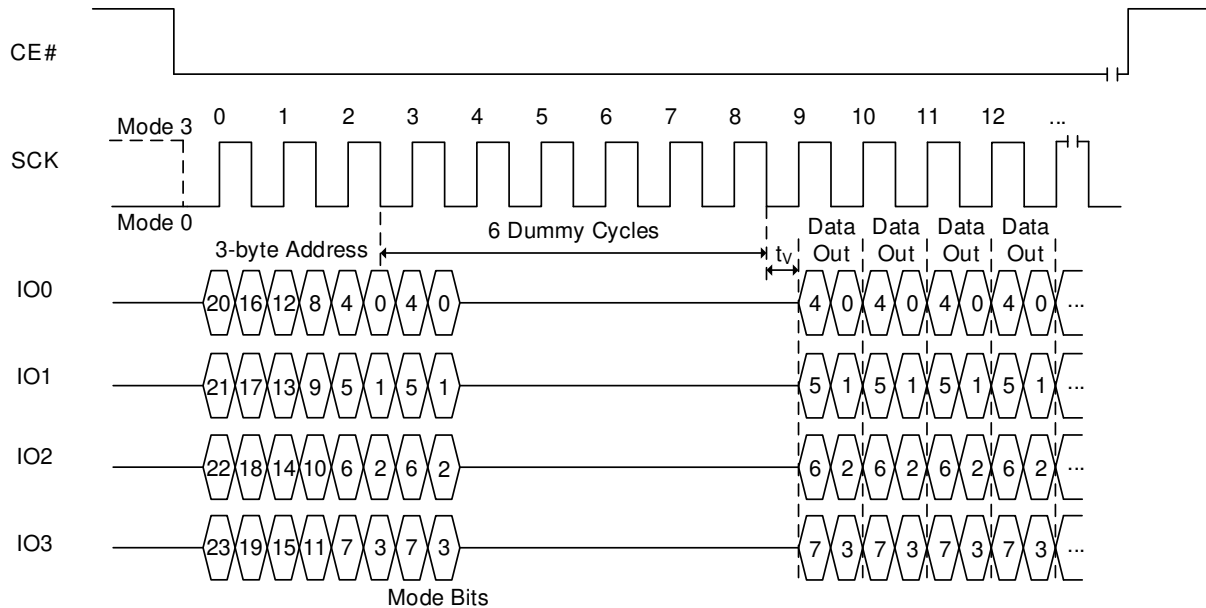 CE#
0 1 2 3 4 5 6 7 8 9 10 11 12 ...
Mode 3
SCK
Mode 0
6 Dummy Cycles
3-byte Address
tV
Data Out Data Out Data Out Data Out
IO0 20 16 12 8 4 0 4 0 4 0 4 0 4 0 4 0 ...
IO1 21 17 13 9 5 1 5 1 5 1 5 1 5 1 5 1 ...
IO2 22 18 14 10 6 2 6 2 6 2 6 2 6 2 6 2 ...
IO3 23 19 15 11 7 3 7 3 7 3 7 3 7 3 7 3 ...
Mode Bits